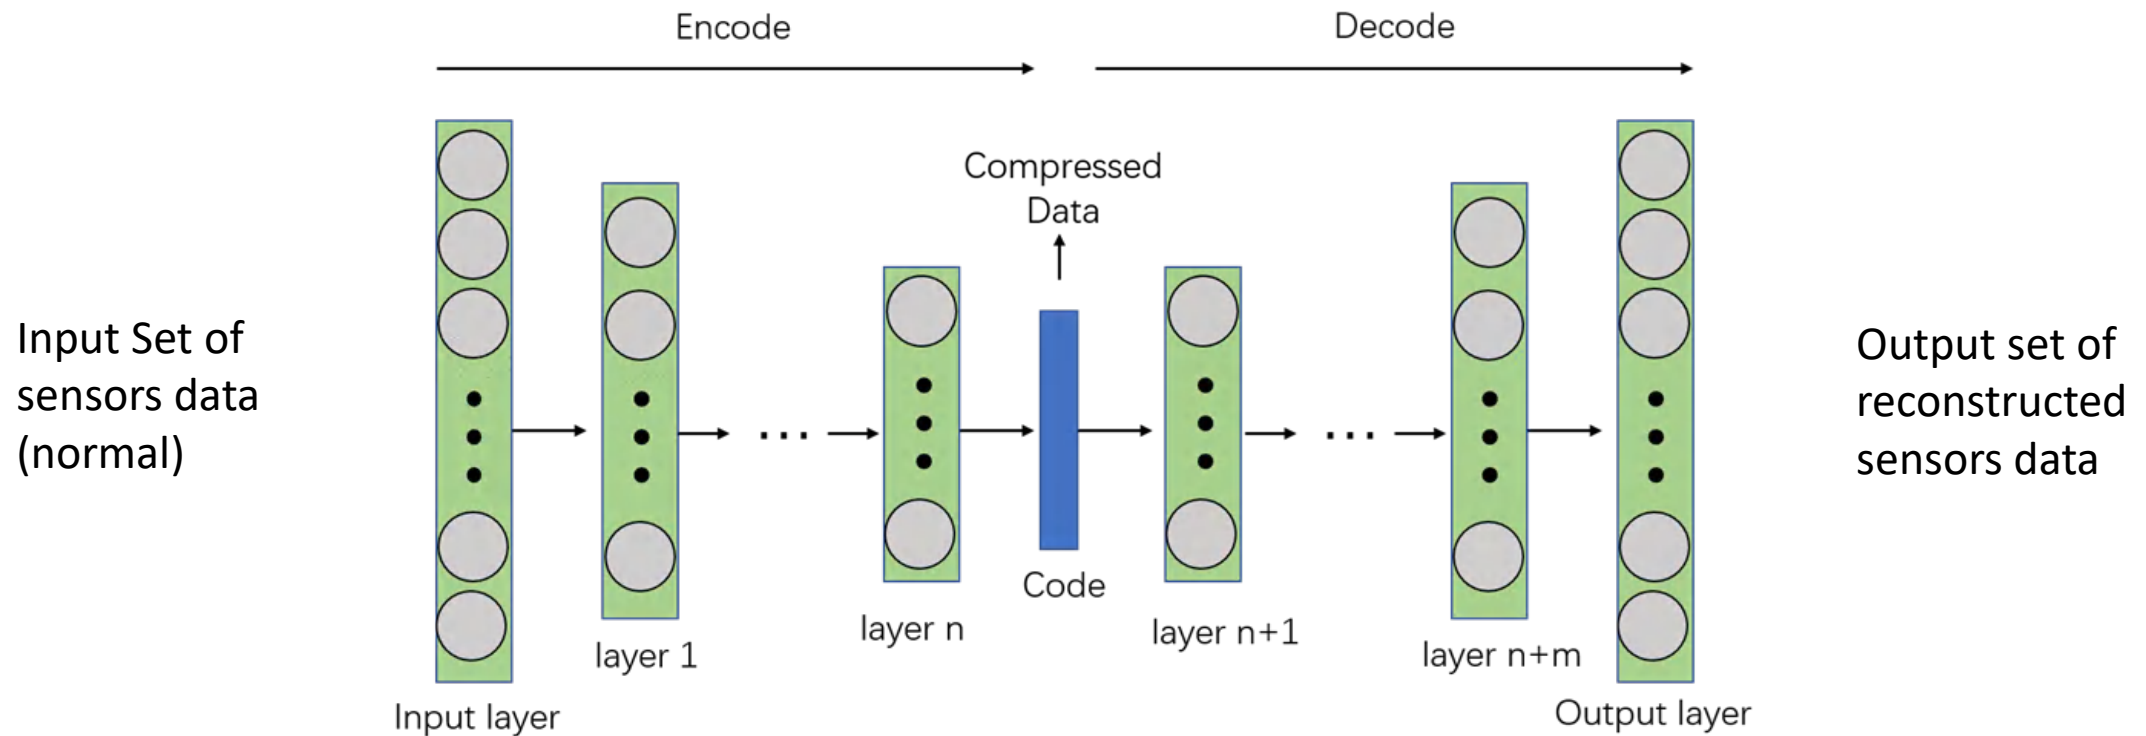 Encode
Decode
Compressed
Data
Input Set of
sensors data
(normal)
Output set of
reconstructed
sensors data
...
...
Code
layer n
layer n+1
layer 1
layer n+m
Input layer
Output layer